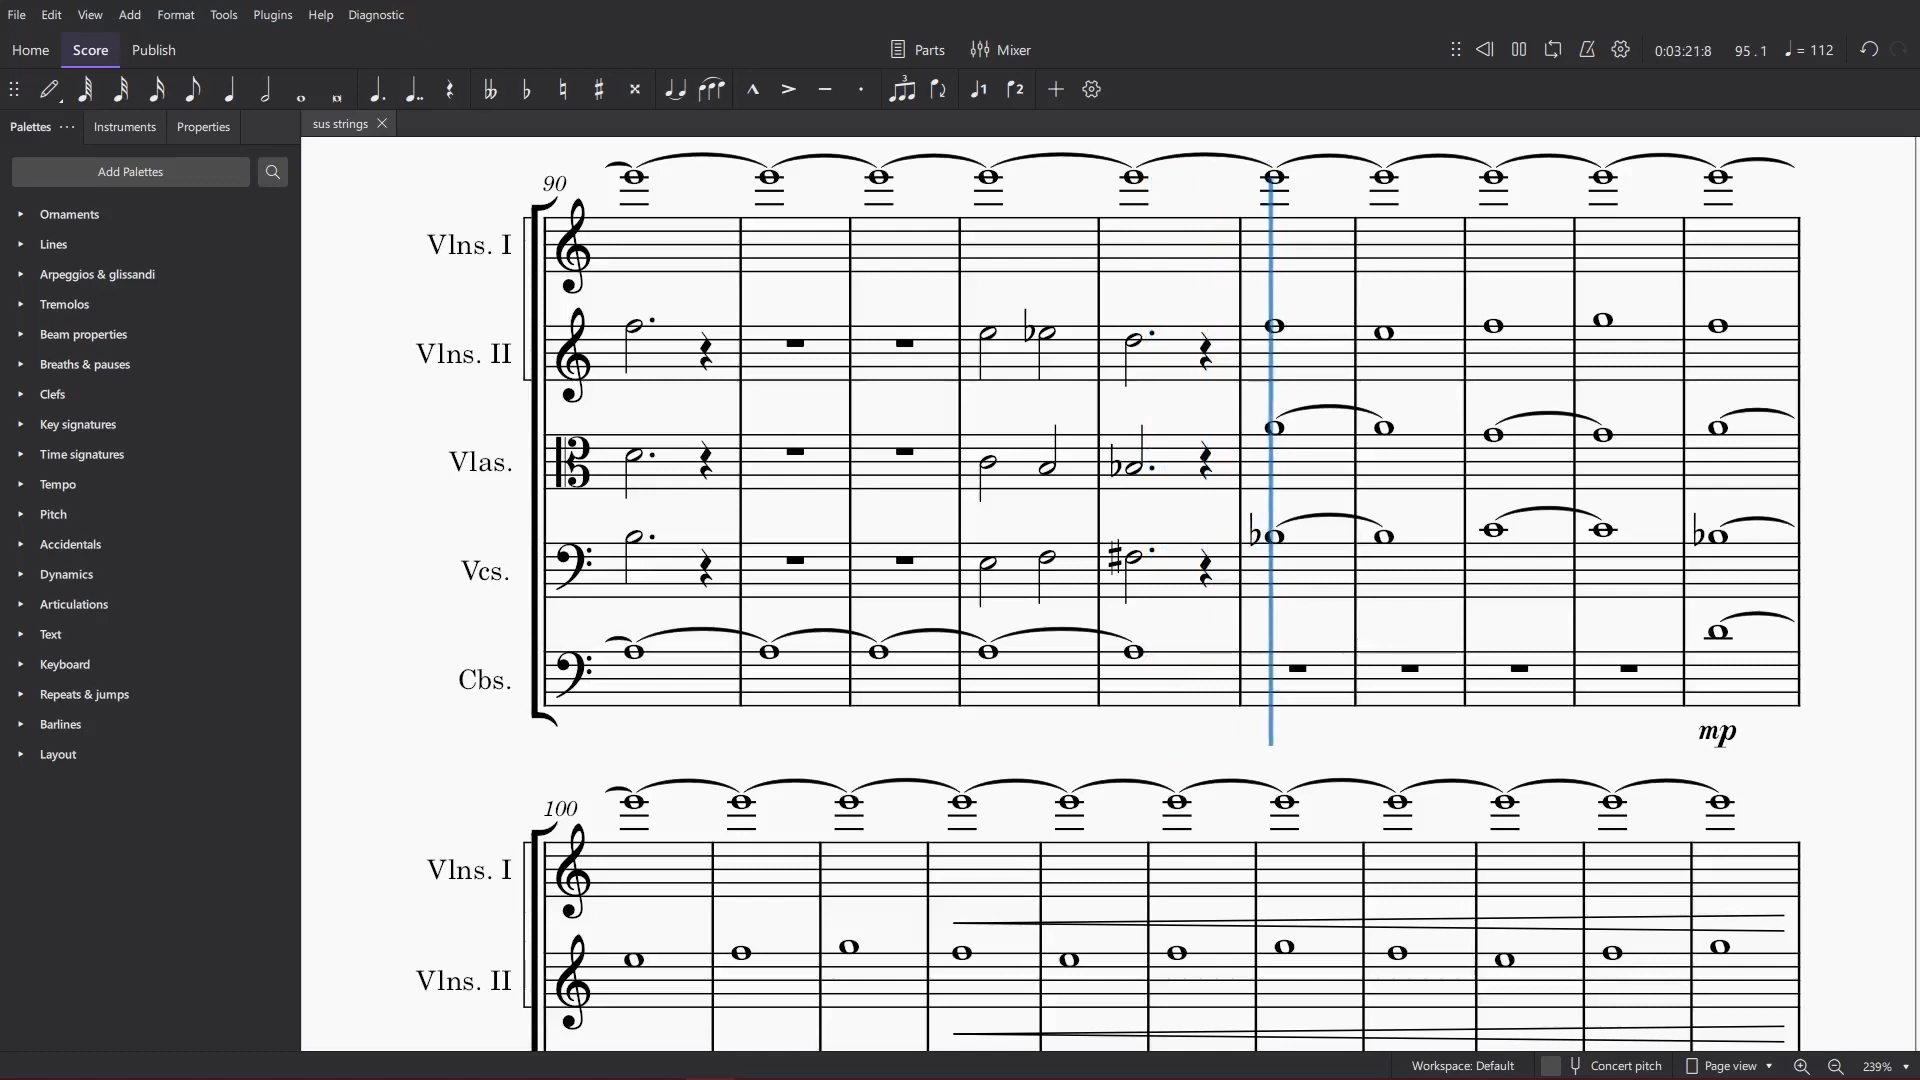 File Edit View Add Format Tools Plugins Help Diagnostic
Home Score Publish Parts Mixer 0:03:21:8 95 . 1 = 112
3 1 2
Palettes ··· Instruments Properties sus strings
Add Palettes
Ornaments
Lines
Arpeggios & glissandi
Tremolos
Beam properties
Breaths & pauses
Clefs
Key signatures
Time signatures
Tempo
Pitch
Accidentals
Dynamics
Articulations
Text
Keyboard
Repeats & jumps
Barlines
Layout
90
Vlns. I
Vlns. II
Vlas.
Vcs.
Cbs.
mp
100
Vlns. I
Vlns. II
Workspace: Default Concert pitch Page view 239%